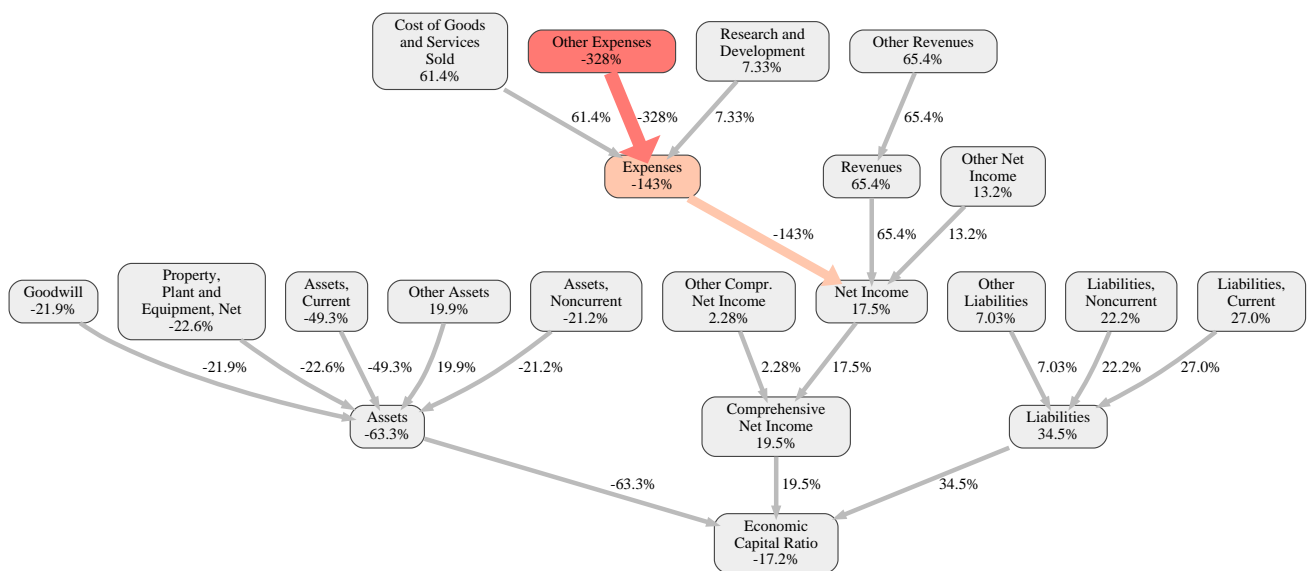 Cost of Goods
and Services
Sold
61.4%
Other Expenses
-328%
Research and
Development
7.33%
Other Revenues
65.4%
61.4%
-328%
7.33%
65.4%
Expenses
-143%
Revenues
65.4%
Other Net
Income
13.2%
-143%
65.4%
13.2%
Goodwill
-21.9%
Property,
Plant and
Equipment, Net
-22.6%
Assets,
Current
-49.3%
Other Assets
19.9%
Assets,
Noncurrent
-21.2%
Other Compr.
Net Income
2.28%
Net Income
17.5%
Other
Liabilities
7.03%
Liabilities,
Noncurrent
22.2%
Liabilities,
Current
27.0%
-21.9%
-22.6%
-49.3%
19.9%
-21.2%
2.28%
17.5%
7.03%
22.2%
27.0%
Assets
-63.3%
Comprehensive
Net Income
19.5%
Liabilities
34.5%
-63.3%
19.5%
34.5%
Economic
Capital Ratio
-17.2%